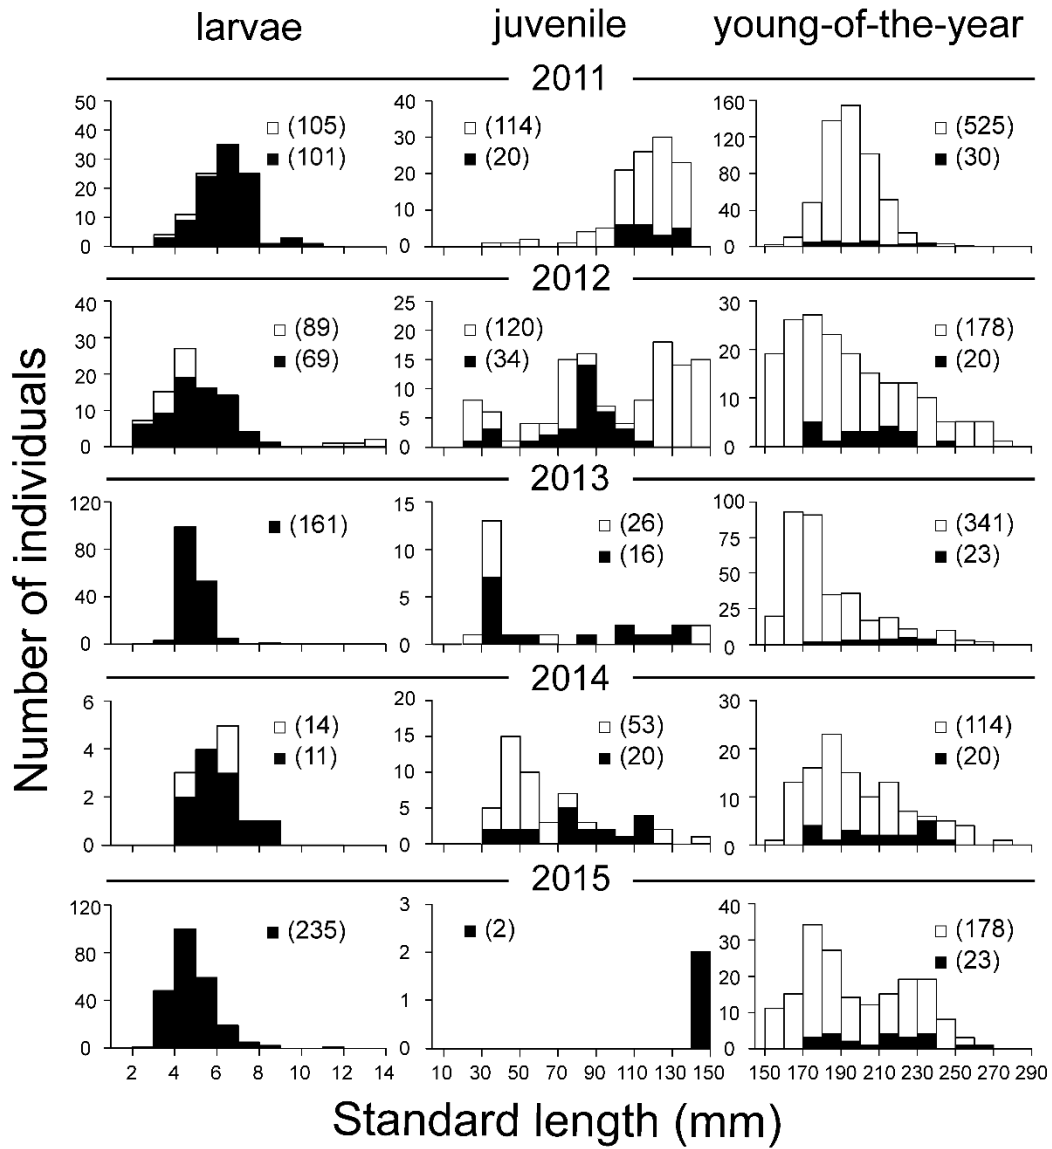 larvae juvenile young-of-the-year
2011
50 40 30 20 10 0
□ (105)
■ (101)
40 30 20 10 0
□ (114)
■ (20)
160 120 80 40 0
□ (525)
■ (30)
2012
40 30 20 10 0
□ (89)
■ (69)
25 20 15 10 5 0
□ (120)
■ (34)
30 20 10 0
□ (178)
■ (20)
2013
120 80 40 0
■ (161)
15 10 5 0
□ (26)
■ (16)
100 75 50 25 0
□ (341)
■ (23)
2014
6 4 2 0
□ (14)
■ (11)
20 15 10 5 0
□ (53)
■ (20)
30 20 10 0
□ (114)
■ (20)
2015
120 80 40 0
■ (235)
3 2 1 0
■ (2)
40 30 20 10 0
□ (178)
■ (23)
2 4 6 8 10 12 14
10 30 50 70 90 110 130 150
150 170 190 210 230 250 270 290
Number of individuals
Standard length (mm)